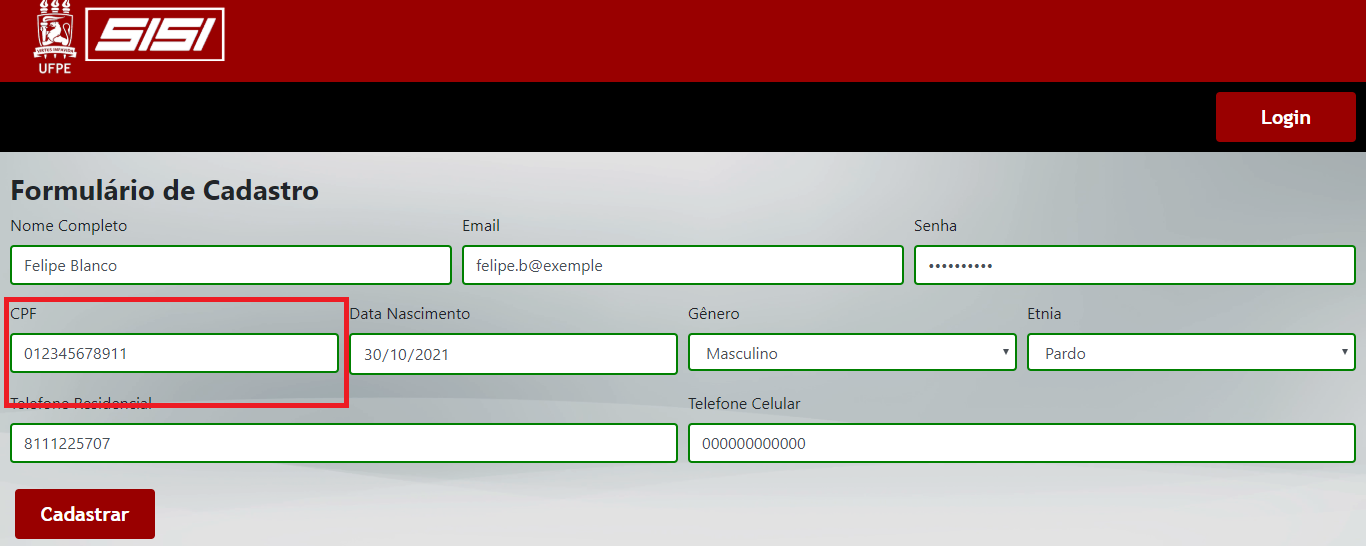 UFPE
SISI
Login
Formulário de Cadastro
Nome Completo Email Senha
Felipe Blanco felipe.b@exemple ••••••••••
CPF Data Nascimento Gênero Etnia
012345678911 30/10/2021 Masculino Pardo
Telefone Residencial Telefone Celular
8111225707 000000000000
Cadastrar